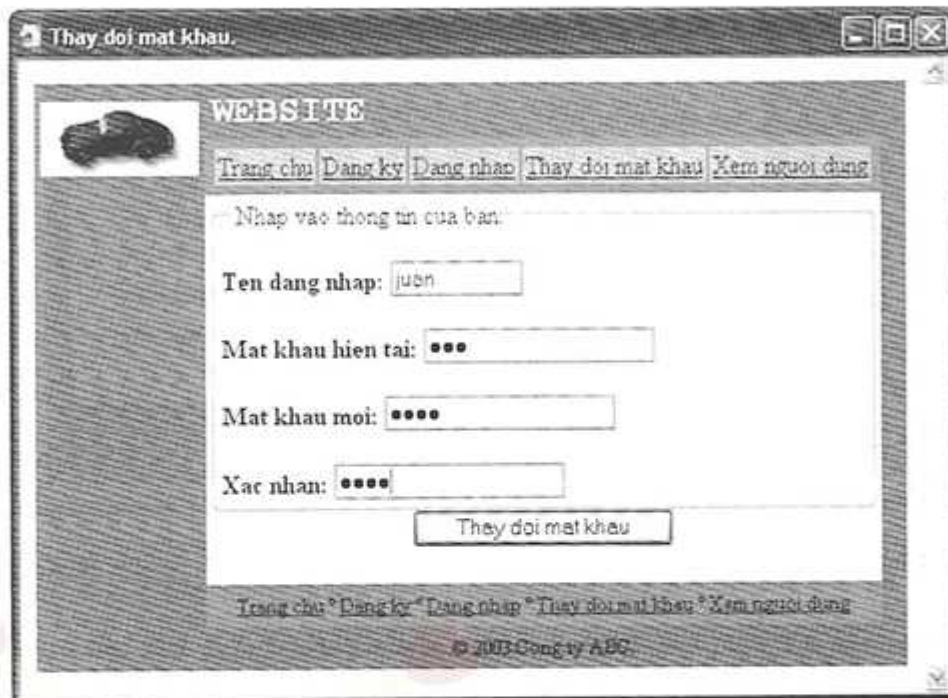 Thay doi mat khau.
WEBSITE
Trang chu Dang ky Dang nhap Thay doi mat khau Xem nguoi dung
Nhap vao thong tin cua ban:
Ten dang nhap: juan
Mat khau hien tai:
Mat khau moi:
Xac nhan:
Thay doi mat khau
Trang chu * Dang ky * Dang nhap * Thay doi mat khau * Xem nguoi dung
© 2003 Cong ty ABC.